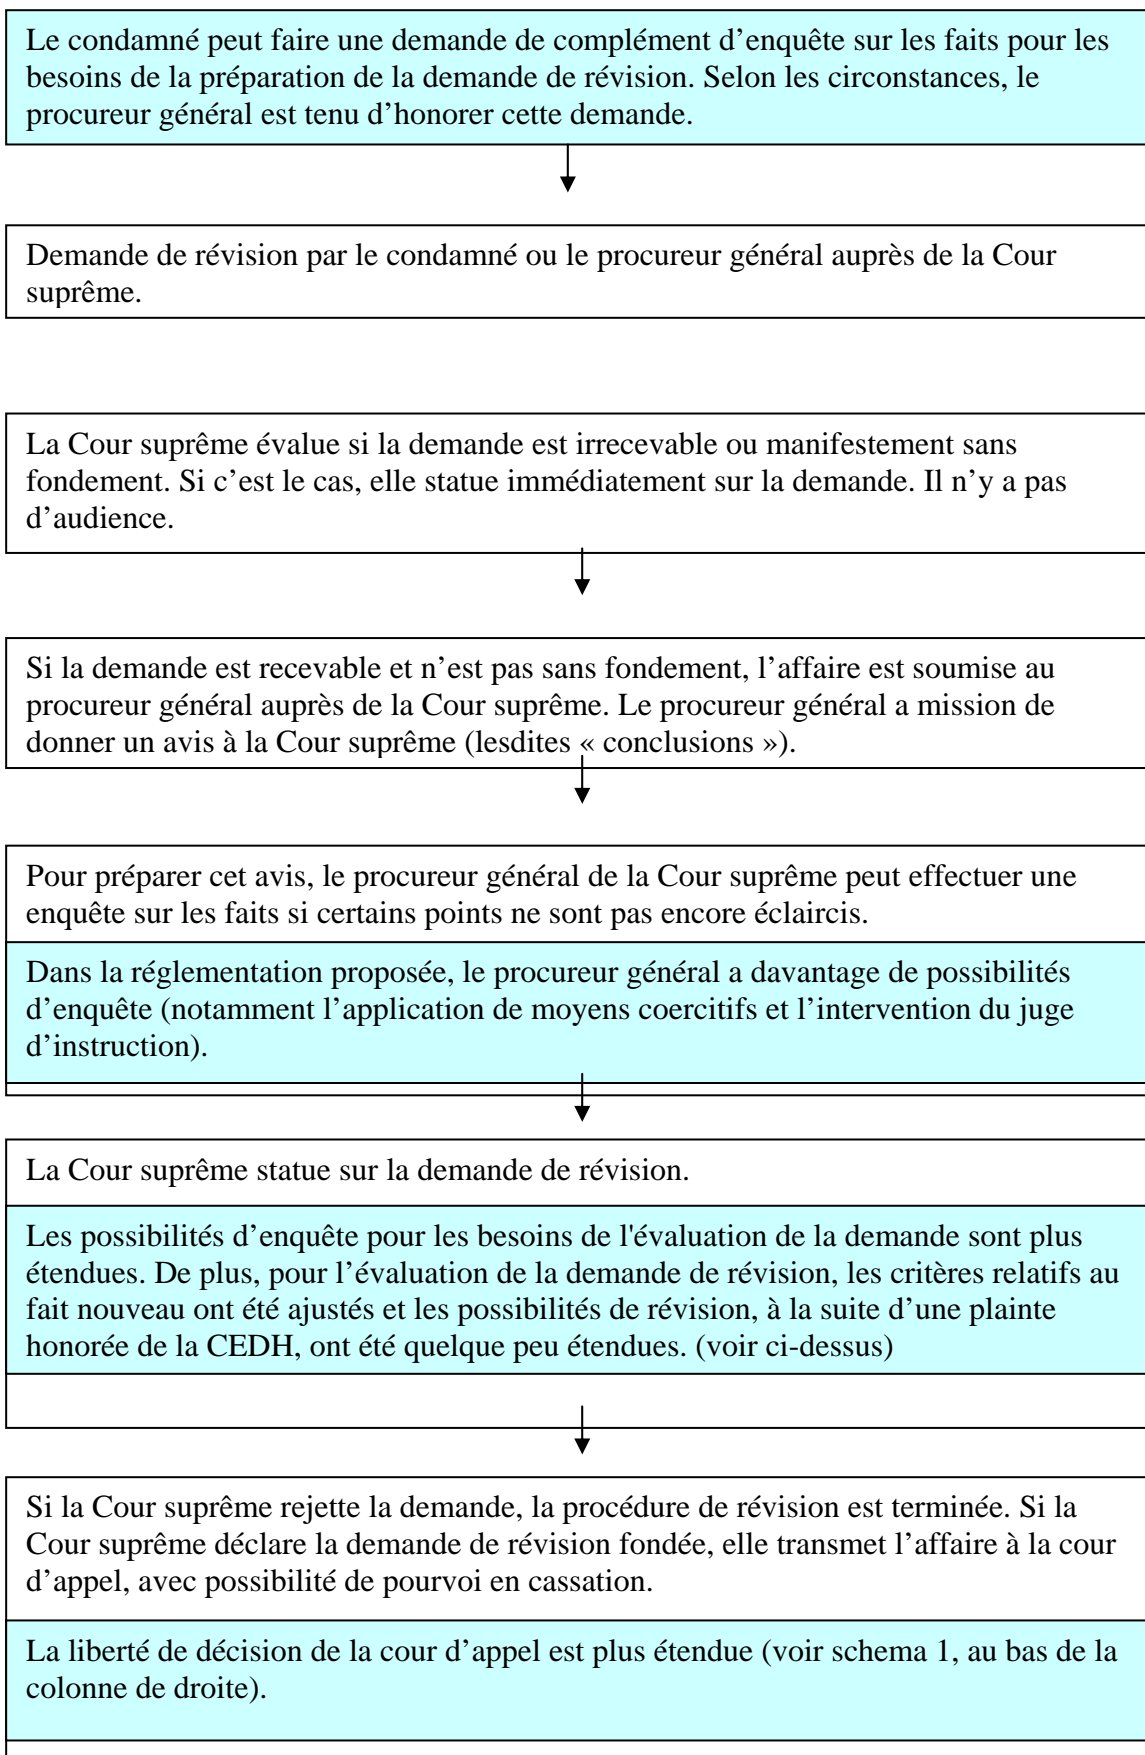 Le condamné peut faire une demande de complément d’enquête sur les faits pour les
besoins de la préparation de la demande de révision. Selon les circonstances, le
procureur général est tenu d’honorer cette demande.
Demande de révision par le condamné ou le procureur général auprès de la Cour
suprême.
La Cour suprême évalue si la demande est irrecevable ou manifestement sans
fondement. Si c’est le cas, elle statue immédiatement sur la demande. Il n’y a pas
d’audience.
Si la demande est recevable et n’est pas sans fondement, l’affaire est soumise au
procureur général auprès de la Cour suprême. Le procureur général a mission de
donner un avis à la Cour suprême (lesdites « conclusions »).
Pour préparer cet avis, le procureur général de la Cour suprême peut effectuer une
enquête sur les faits si certains points ne sont pas encore éclaircis.
Dans la réglementation proposée, le procureur général a davantage de possibilités
d’enquête (notamment l’application de moyens coercitifs et l’intervention du juge
d’instruction).
La Cour suprême statue sur la demande de révision.
Les possibilités d’enquête pour les besoins de l'évaluation de la demande sont plus
étendues. De plus, pour l’évaluation de la demande de révision, les critères relatifs au
fait nouveau ont été ajustés et les possibilités de révision, à la suite d’une plainte
honorée de la CEDH, ont été quelque peu étendues. (voir ci-dessus)
Si la Cour suprême rejette la demande, la procédure de révision est terminée. Si la
Cour suprême déclare la demande de révision fondée, elle transmet l’affaire à la cour
d’appel, avec possibilité de pourvoi en cassation.
La liberté de décision de la cour d’appel est plus étendue (voir schema 1, au bas de la
colonne de droite).